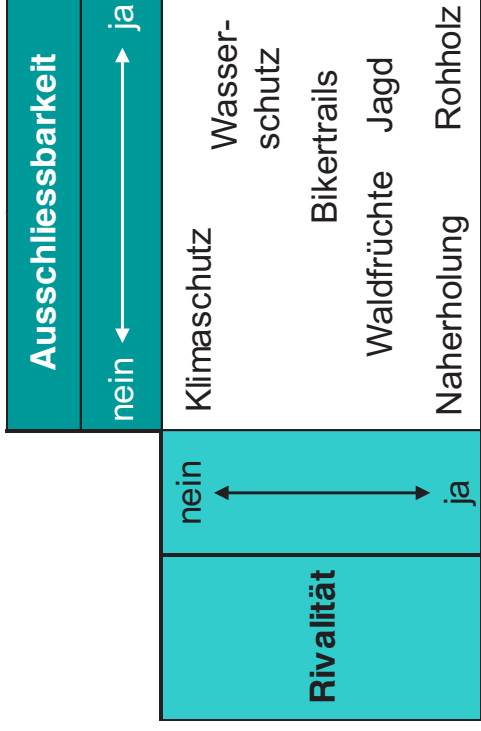 Ausschliessbarkeit
nein ja
Rivalität
nein
ja
Klimaschutz
Wasser-
schutz
Bikertrails
Waldfrüchte Jagd
Naherholung Rohholz